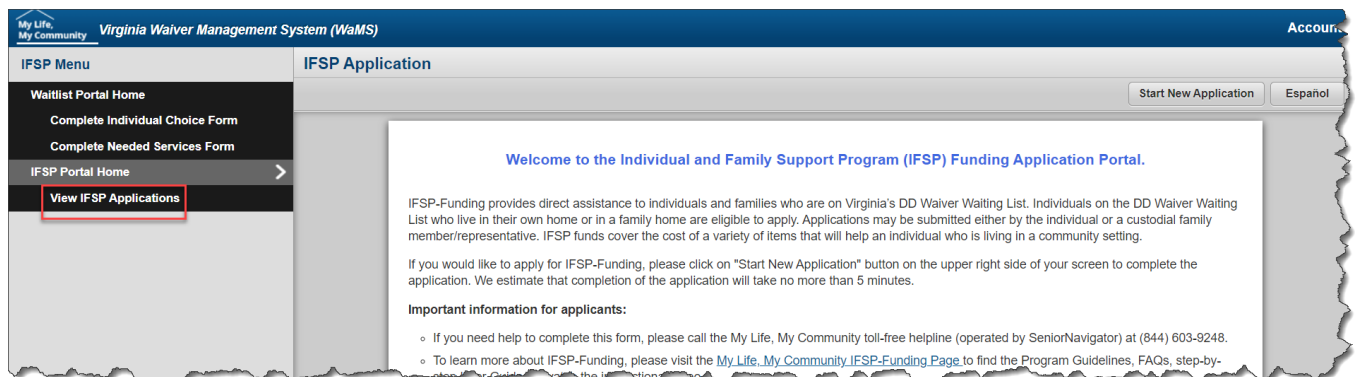 My Life,
My Community
Virginia Waiver Management System (WaMS)
Accoun
IFSP Menu
IFSP Application
Waitlist Portal Home
Start New Application
Español
Complete Individual Choice Form
Complete Needed Services Form
IFSP Portal Home
View IFSP Applications
Welcome to the Individual and Family Support Program (IFSP) Funding Application Portal.
IFSP-Funding provides direct assistance to individuals and families who are on Virginia's DD Waiver Waiting List. Individuals on the DD Waiver Waiting
List who live in their own home or in a family home are eligible to apply. Applications may be submitted either by the individual or a custodial family
member/representative. IFSP funds cover the cost of a variety of items that will help an individual who is living in a community setting.
If you would like to apply for IFSP-Funding, please click on "Start New Application" button on the upper right side of your screen to complete the
application. We estimate that completion of the application will take no more than 5 minutes.
Important information for applicants:
If you need help to complete this form, please call the My Life, My Community toll-free helpline (operated by SeniorNavigator) at (844) 603-9248.
To learn more about IFSP-Funding, please visit the My Life, My Community IFSP-Funding Page to find the Program Guidelines, FAQs, step-by-